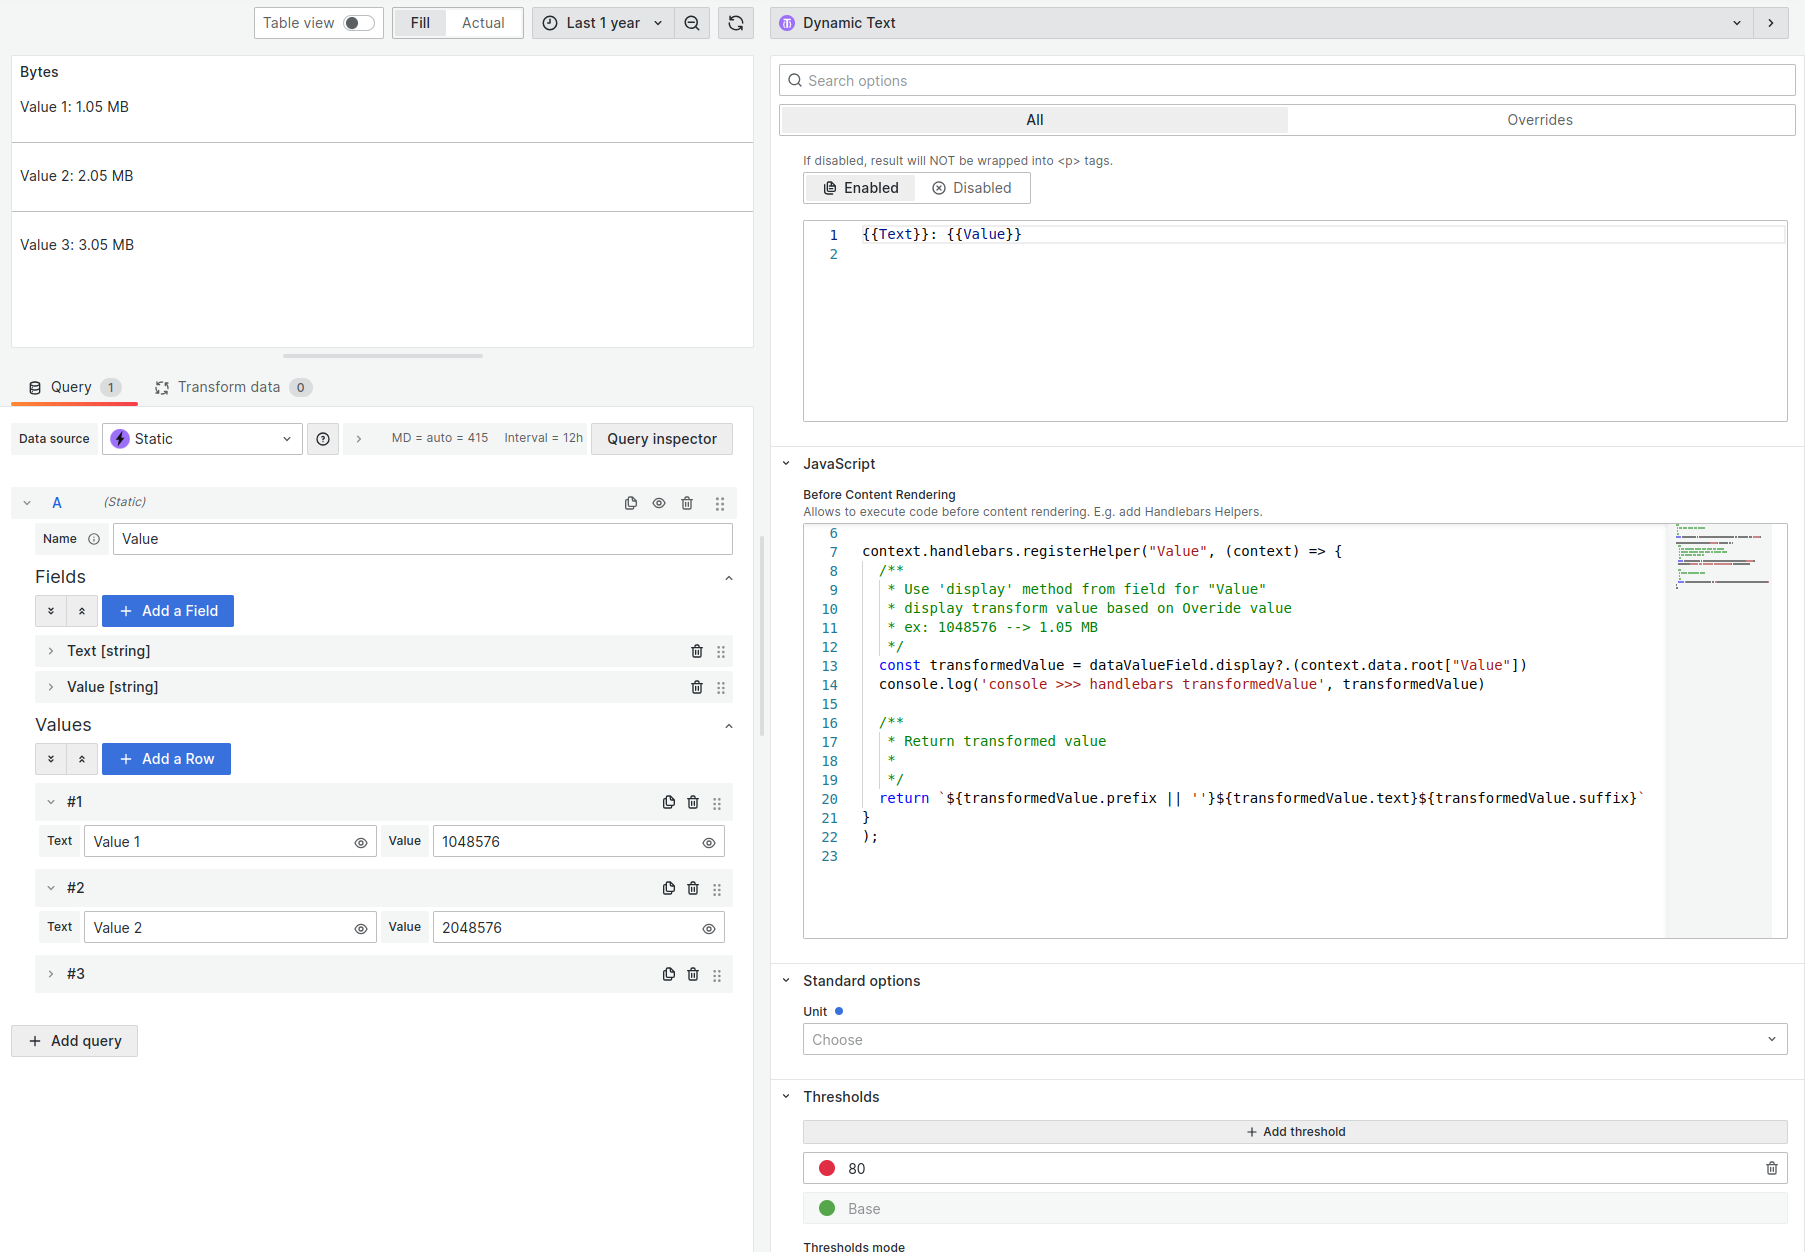 Table view
Fill
Actual
Last 1 year
Dynamic Text
Bytes
Value 1: 1.05 MB
Value 2: 2.05 MB
Value 3: 3.05 MB
Query 1
Transform data 0
Data source
Static
MD = auto = 415
Interval = 12h
Query inspector
A
(Static)
Name
Value
Fields
+ Add a Field
Text [string]
Value [string]
Values
+ Add a Row
#1
Text
Value 1
Value
1048576
#2
Text
Value 2
Value
2048576
#3
+ Add query
Search options
All
Overrides
If disabled, result will NOT be wrapped into <p> tags.
Enabled
Disabled
1 {{Text}}: {{Value}}
2
JavaScript
Before Content Rendering
Allows to execute code before content rendering. E.g. add Handlebars Helpers.
6
7 context.handlebars.registerHelper("Value", (context) => {
8 /**
9 * Use 'display' method from field for "Value"
10 * display transform value based on Overide value
11 * ex: 1048576 --> 1.05 MB
12 */
13 const transformedValue = dataValueField.display?.(context.data.root["Value"])
14 console.log('console >>> handlebars transformedValue', transformedValue)
15
16 /**
17 * Return transformed value
18 *
19 */
20 return `${transformedValue.prefix || ''}${transformedValue.text}${transformedValue.suffix}`
21 }
22 );
23
Standard options
Unit
Choose
Thresholds
+ Add threshold
80
Base
Thresholds mode